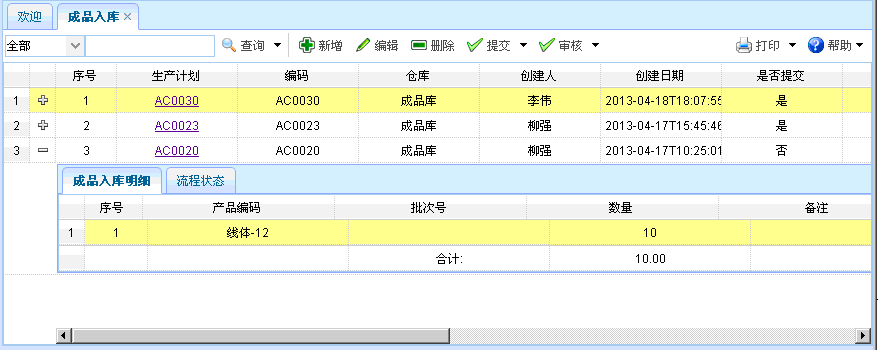 欢迎 成品入库
全部 查询 新增 编辑 删除 提交 审核 打印 帮助
序号 生产计划 编码 仓库 创建人 创建日期 是否提交
1 1 AC0030 AC0030 成品库 李伟 2013-04-18T18:07:55 是
2 2 AC0023 AC0023 成品库 柳强 2013-04-17T15:45:46 是
3 3 AC0020 AC0020 成品库 柳强 2013-04-17T10:25:01 否
成品入库明细 流程状态
序号 产品编码 批次号 数量 备注
1 1 线体-12 10
合计: 10.00